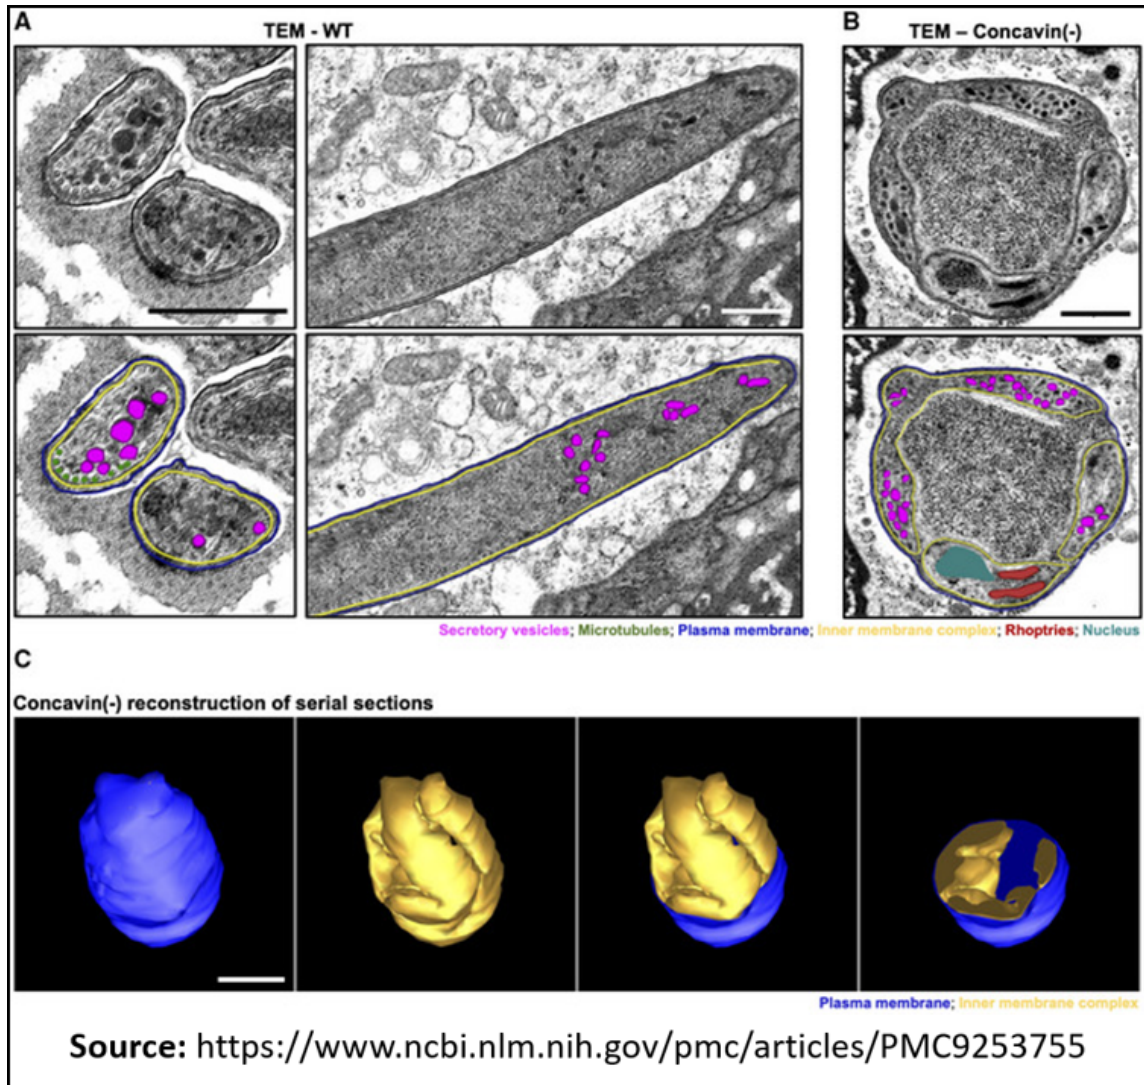 A
TEM - WT
B
TEM – Concavin(-)
Secretory vesicles; Microtubules; Plasma membrane; Inner membrane complex; Rhoptries; Nucleus
C
Concavin(-) reconstruction of serial sections
Plasma membrane; Inner membrane complex
Source: https://www.ncbi.nlm.nih.gov/pmc/articles/PMC9253755